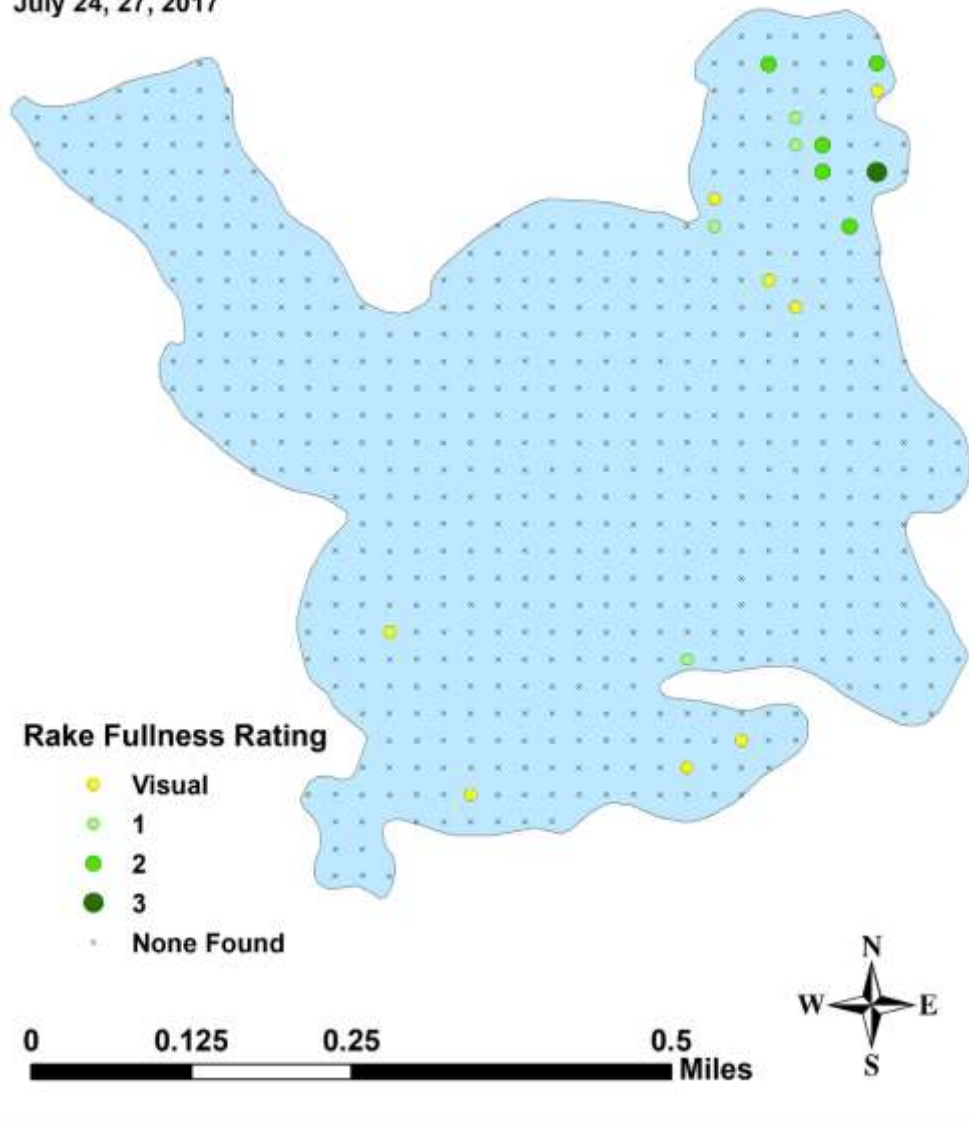 July 24, 27, 2017
Rake Fullness Rating
Visual
1
2
3
None Found
N
W E
S
0 0.125 0.25 0.5
Miles